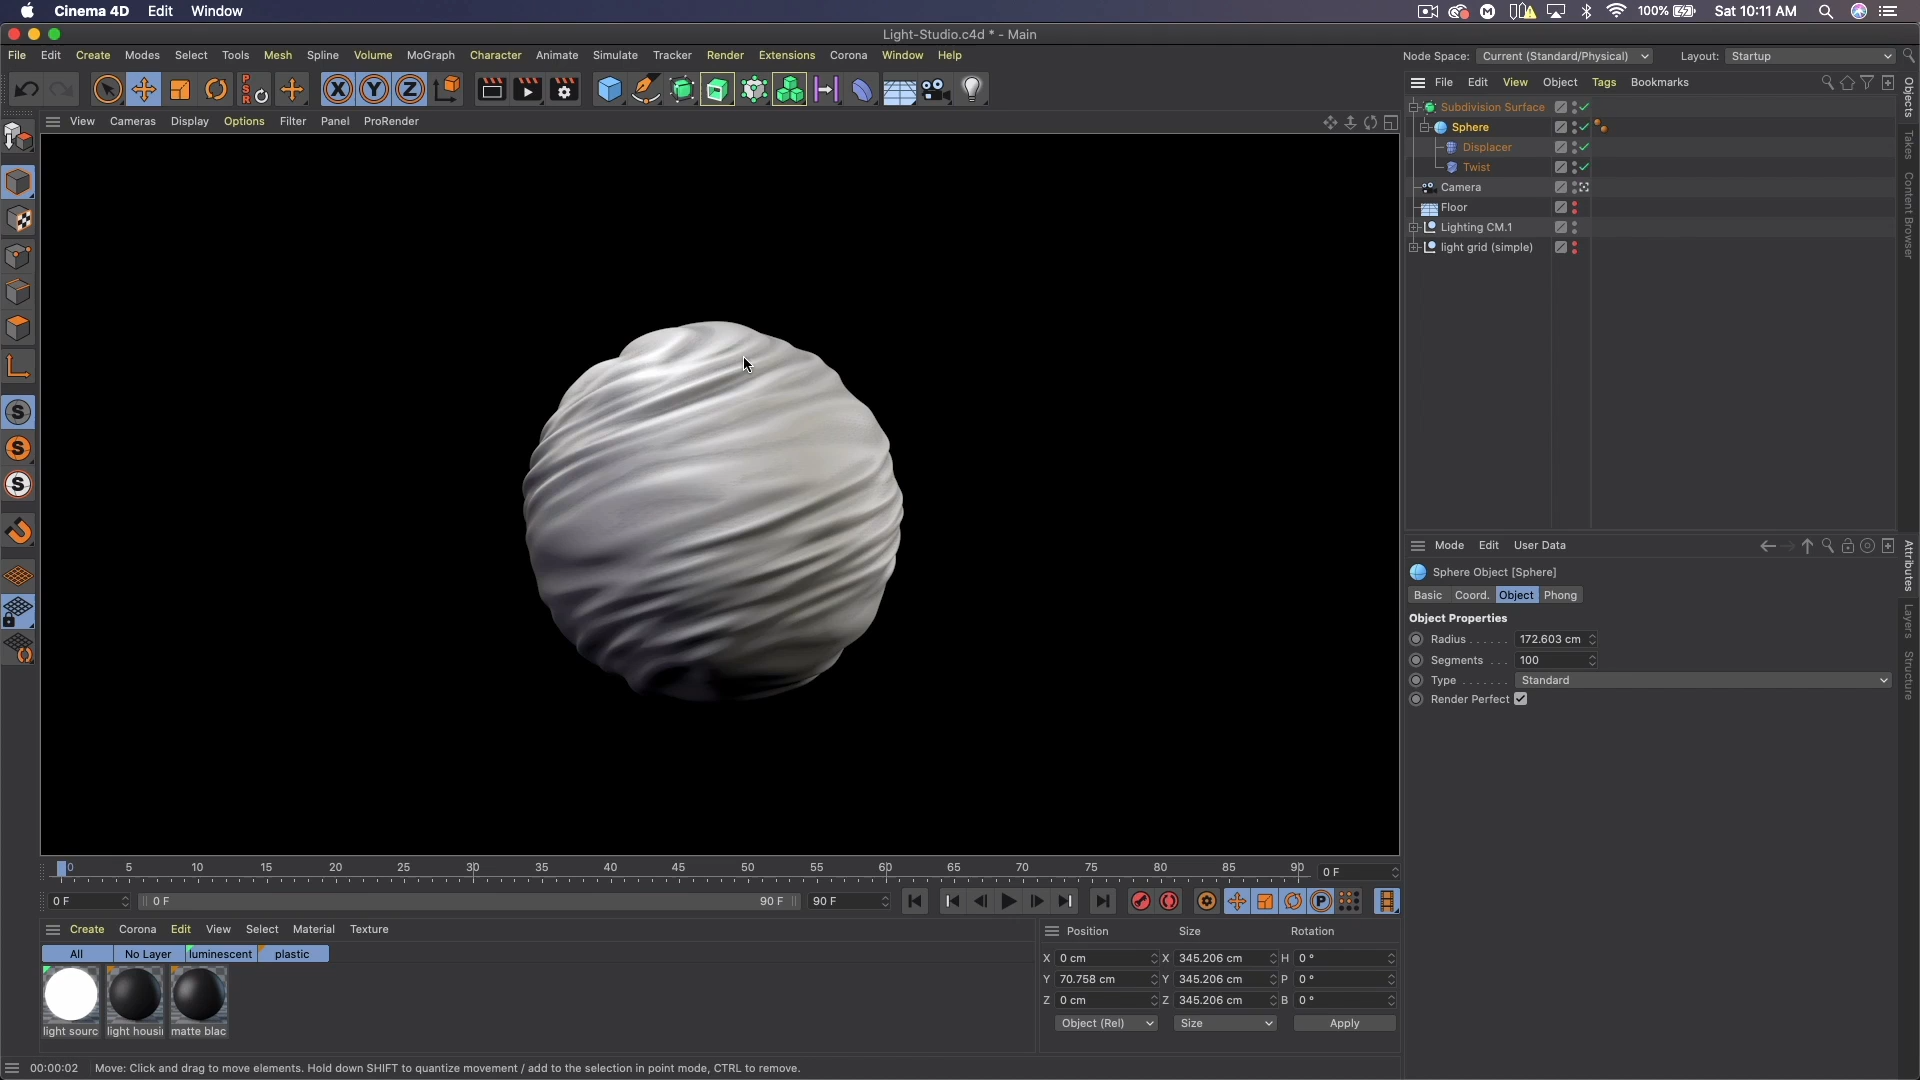 Cinema 4D Edit Window
100% Sat 10:11 AM
Light-Studio.c4d * - Main
File Edit Create Modes Select Tools Mesh Spline Volume MoGraph Character Animate Simulate Tracker Render Extensions Corona Window Help
Node Space: Current (Standard/Physical) Layout: Startup
PSR
X Y Z
File Edit View Object Tags Bookmarks
View Cameras Display Options Filter Panel ProRender
Subdivision Surface
Sphere
Displacer
Twist
Camera
Floor
Lighting CM.1
light grid (simple)
Objects
Takes
Content Browser
S
S
S
Mode Edit User Data
Sphere Object [Sphere]
Basic Coord. Object Phong
Object Properties
Radius . . . . . . 172.603 cm
Segments . . . 100
Type . . . . . . . Standard
Render Perfect
Attributes
Layers
Structure
0 5 10 15 20 25 30 35 40 45 50 55 60 65 70 75 80 85 90 0 F
0 F 0 F 90 F 90 F
P
Create Corona Edit View Select Material Texture
All No Layer luminescent plastic
light sourc light housi matte blac
Position Size Rotation
X 0 cm X 345.206 cm H 0 °
Y 70.758 cm Y 345.206 cm P 0 °
Z 0 cm Z 345.206 cm B 0 °
Object (Rel) Size Apply
00:00:02 Move: Click and drag to move elements. Hold down SHIFT to quantize movement / add to the selection in point mode, CTRL to remove.